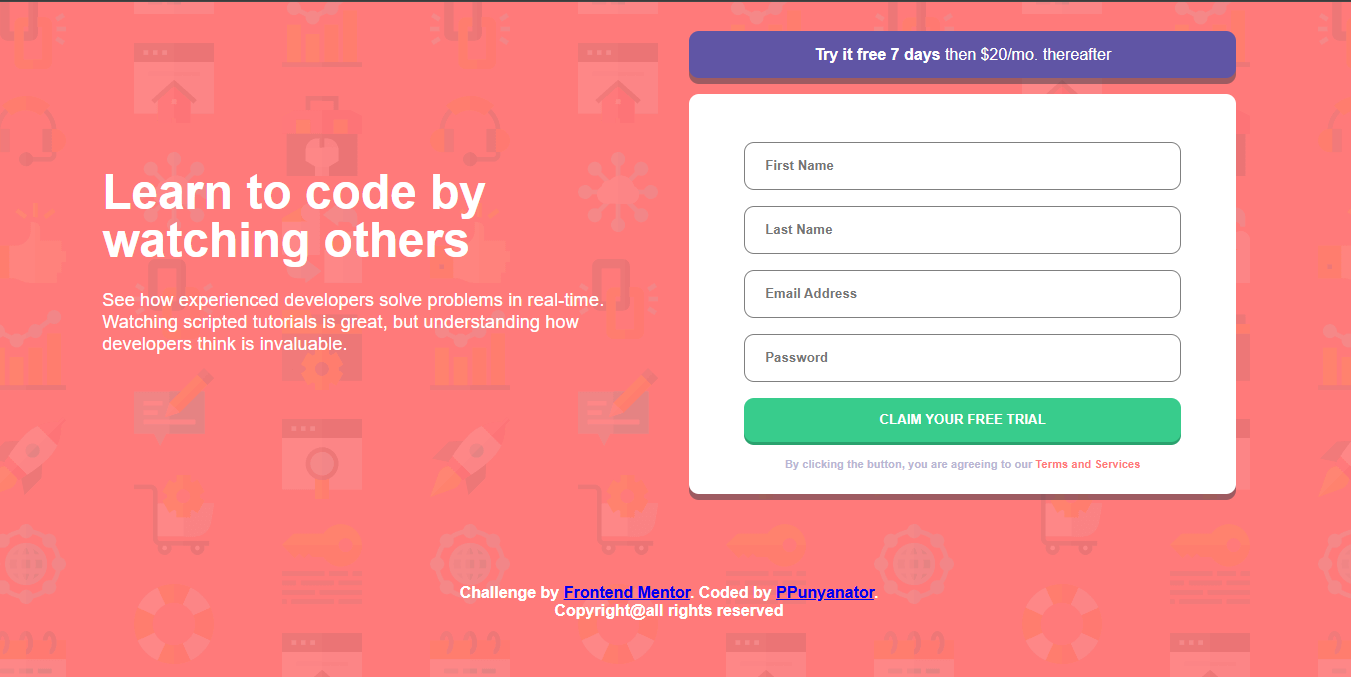 Learn to code by
watching others
See how experienced developers solve problems in real-time.
Watching scripted tutorials is great, but understanding how
developers think is invaluable.
Try it free 7 days then $20/mo. thereafter
First Name
Last Name
Email Address
Password
CLAIM YOUR FREE TRIAL
By clicking the button, you are agreeing to our Terms and Services
Challenge by Frontend Mentor. Coded by PPunyanator.
Copyright@all rights reserved